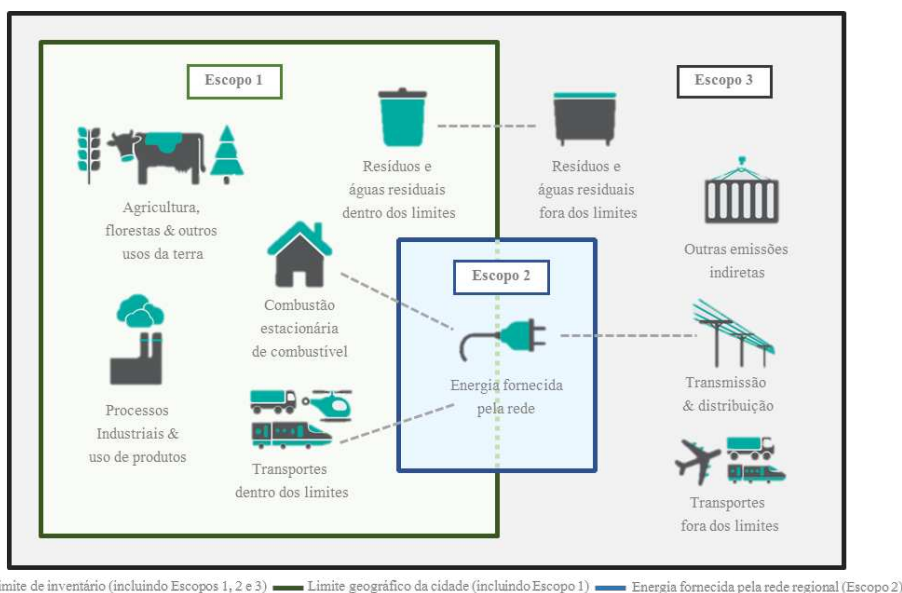 Escopo 1
Escopo 3
Resíduos e
águas residuais
dentro dos limites
Resíduos e
águas residuais
fora dos limites
Agricultura,
florestas & outros
usos da terra
Outras emissões
indiretas
Escopo 2
Combustão
estacionária
de combustível
Energia fornecida
pela rede
Transmissão
& distribuição
Processos
Industriais &
uso de produtos
Transportes
dentro dos limites
Transportes
fora dos limites
de inventário (incluindo Escopos 1, 2 e 3) Limite geográfico da cidade (incluindo Escopo 1) Energia fornecida pela rede regional (Escopo 2)